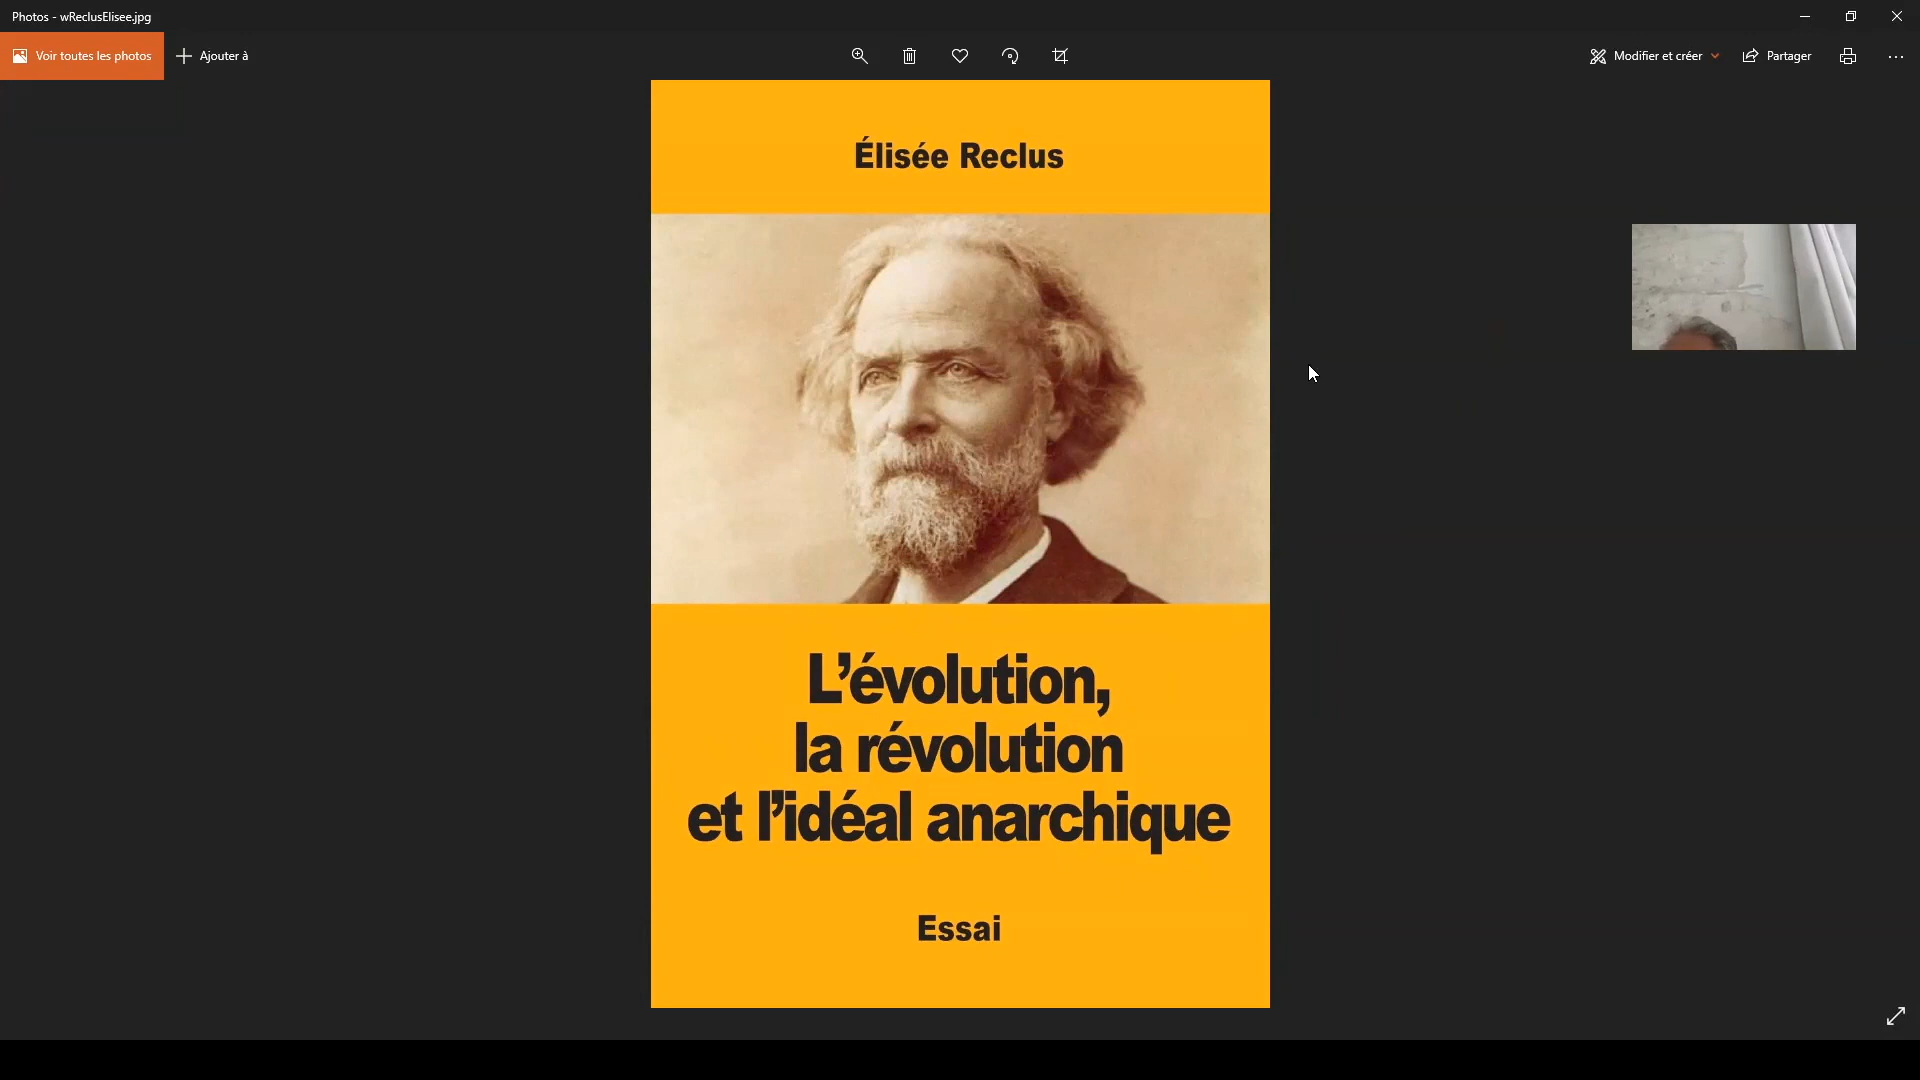 Photos - wReclusElisee.jpg
Voir toutes les photos
Ajouter à
Modifier et créer
Partager
Élisée Reclus
L'évolution,
la révolution
et l'idéal anarchique
Essai